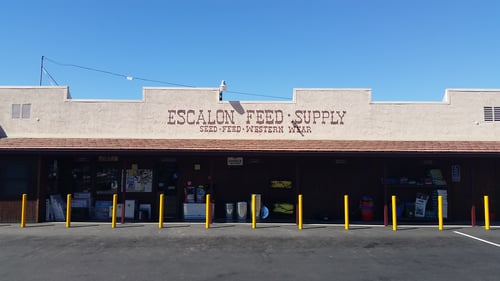 ESCALON FEED · SUPPLY
SEED · FEED · WESTERN WEAR